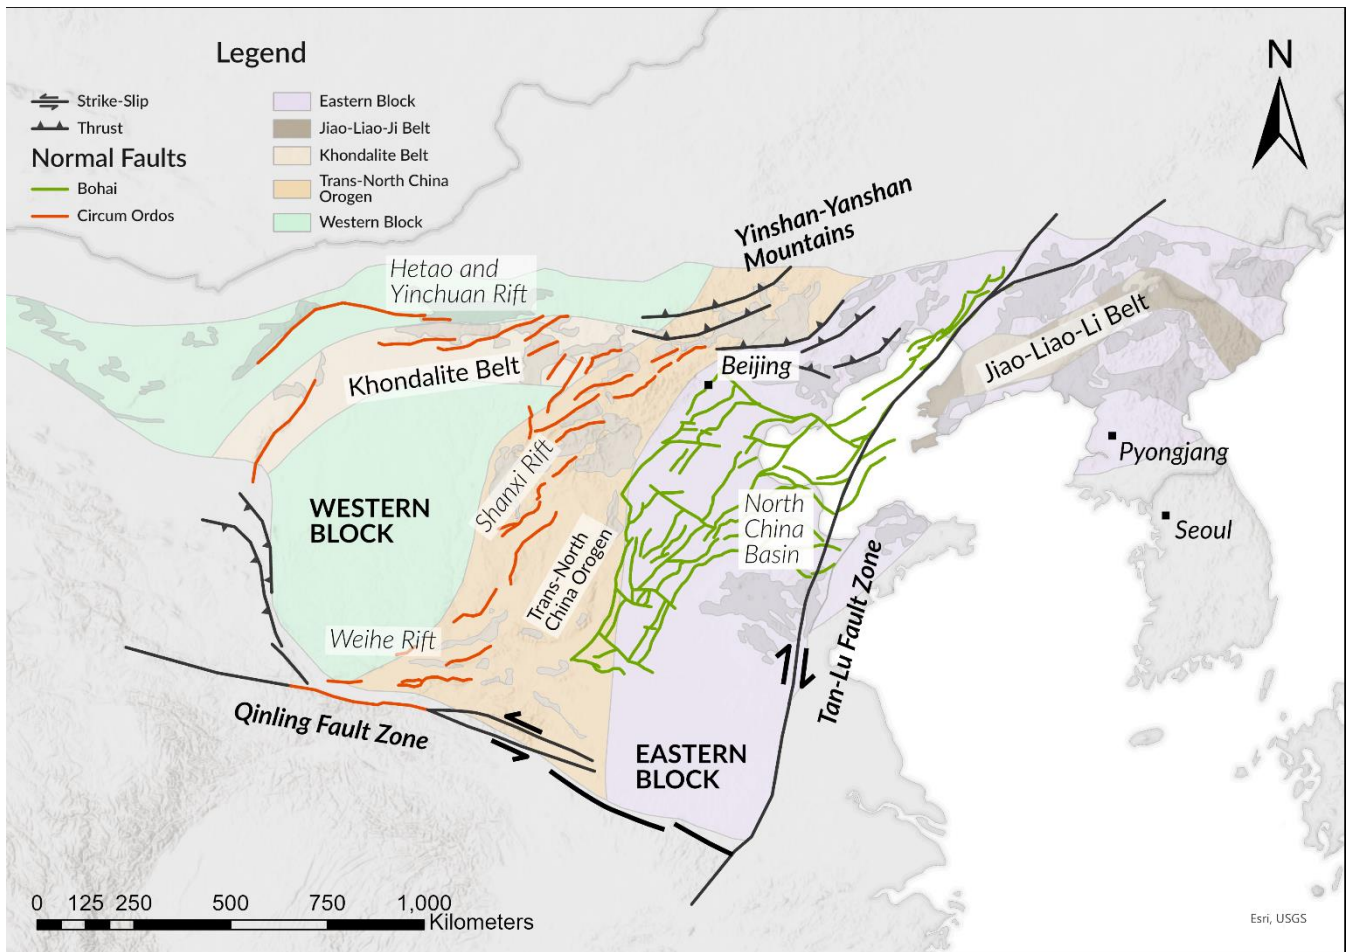 Legend
Strike-Slip
Thrust
Normal Faults
Bohai
Circum Ordos
Eastern Block
Jiao-Liao-Ji Belt
Khondalite Belt
Trans-North China
Orogen
Western Block
N
Yinshan-Yanshan
Mountains
Hetao and
Yinchuan Rift
Khondalite Belt
Beijing
Jiao-Liao-Li Belt
Pyongjang
Seoul
Shanxi Rift
WESTERN
BLOCK
North
China
Basin
Trans-North
China Orogen
Tan-Lu Fault Zone
Weihe Rift
Qinling Fault Zone
EASTERN
BLOCK
0 125 250 500 750 1,000
Kilometers
Esri, USGS